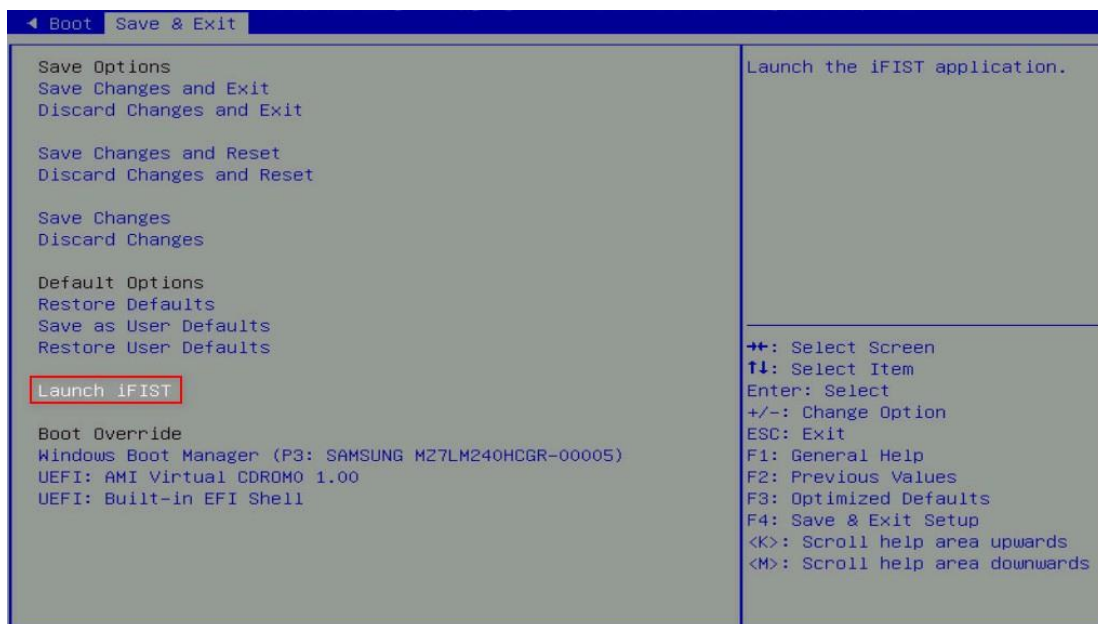 ◄ Boot Save & Exit
Save Options
Save Changes and Exit
Discard Changes and Exit
Save Changes and Reset
Discard Changes and Reset
Save Changes
Discard Changes
Default Options
Restore Defaults
Save as User Defaults
Restore User Defaults
Launch iFIST
Boot Override
Windows Boot Manager (P3: SAMSUNG MZ7LM240HCGR-00005)
UEFI: AMI Virtual CDROM0 1.00
UEFI: Built-in EFI Shell
Launch the iFIST application.
→←: Select Screen
↑↓: Select Item
Enter: Select
+/-: Change Option
ESC: Exit
F1: General Help
F2: Previous Values
F3: Optimized Defaults
F4: Save & Exit Setup
<K>: Scroll help area upwards
<M>: Scroll help area downwards